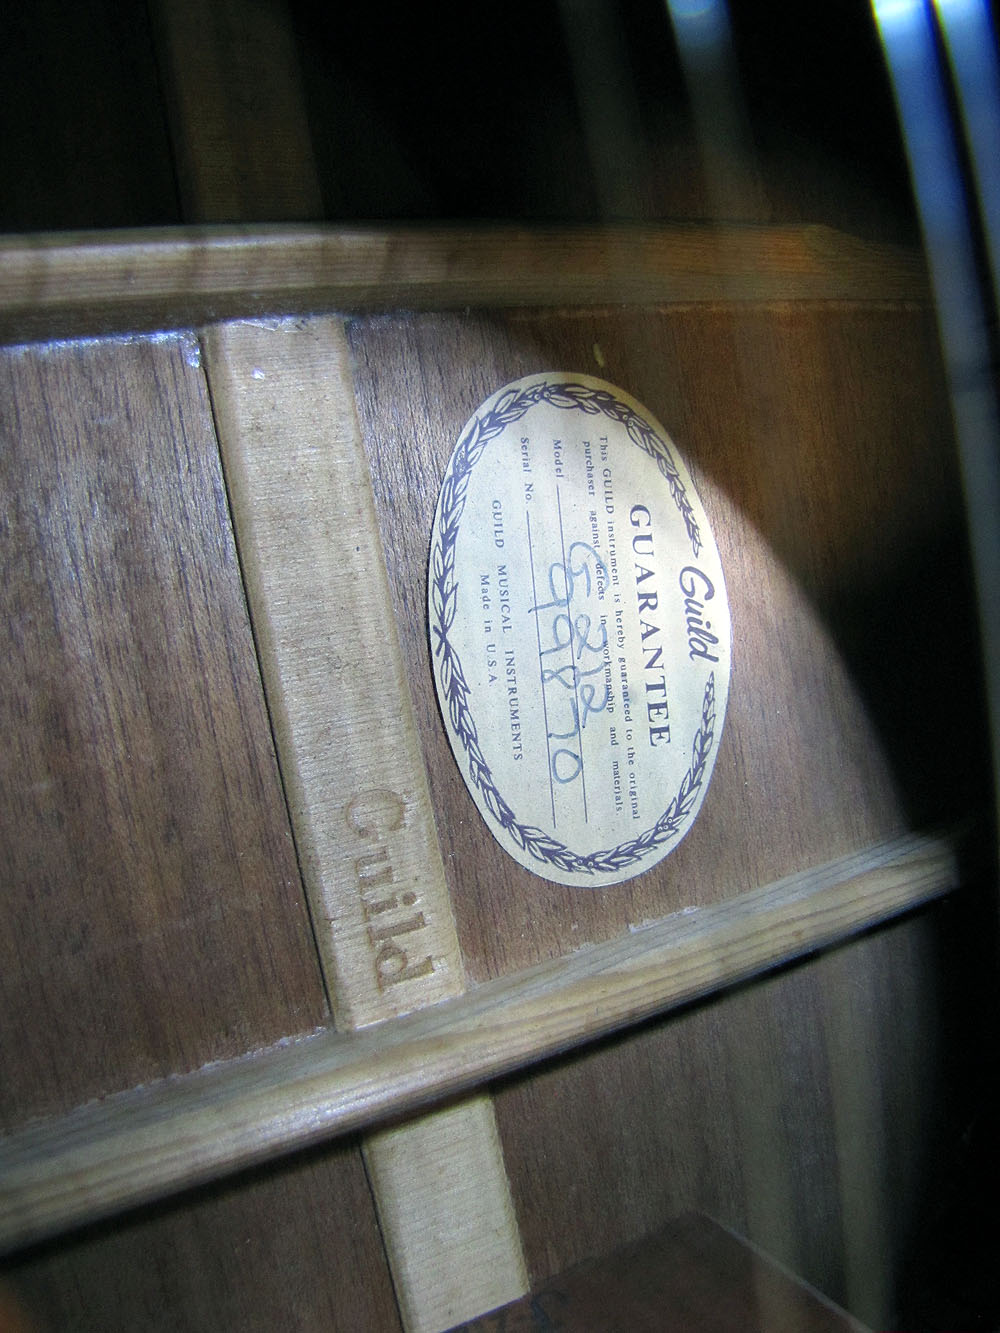 Guild
GUARANTEE
This GUILD instrument is hereby guaranteed to the original
purchaser against defects in workmanship and materials.
Model G212
Serial No. 99870
GUILD MUSICAL INSTRUMENTS
Made in U.S.A.
Guild